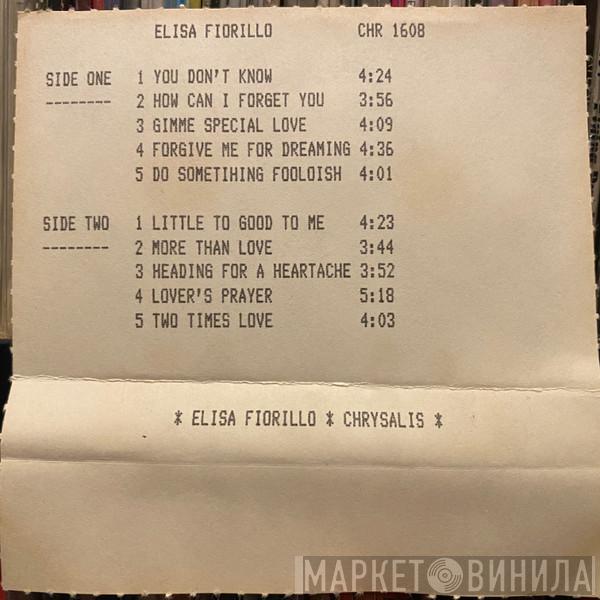 ELISA FIORILLO CHR 1608
SIDE ONE 1 YOU DON'T KNOW 4:24
-------- 2 HOW CAN I FORGET YOU 3:56
3 GIMME SPECIAL LOVE 4:09
4 FORGIVE ME FOR DREAMING 4:36
5 DO SOMETIHING FOOLOISH 4:01
SIDE TWO 1 LITTLE TO GOOD TO ME 4:23
-------- 2 MORE THAN LOVE 3:44
3 HEADING FOR A HEARTACHE 3:52
4 LOVER'S PRAYER 5:18
5 TWO TIMES LOVE 4:03
* ELISA FIORILLO * CHRYSALIS *
МАРКЕТ ВИНИЛА